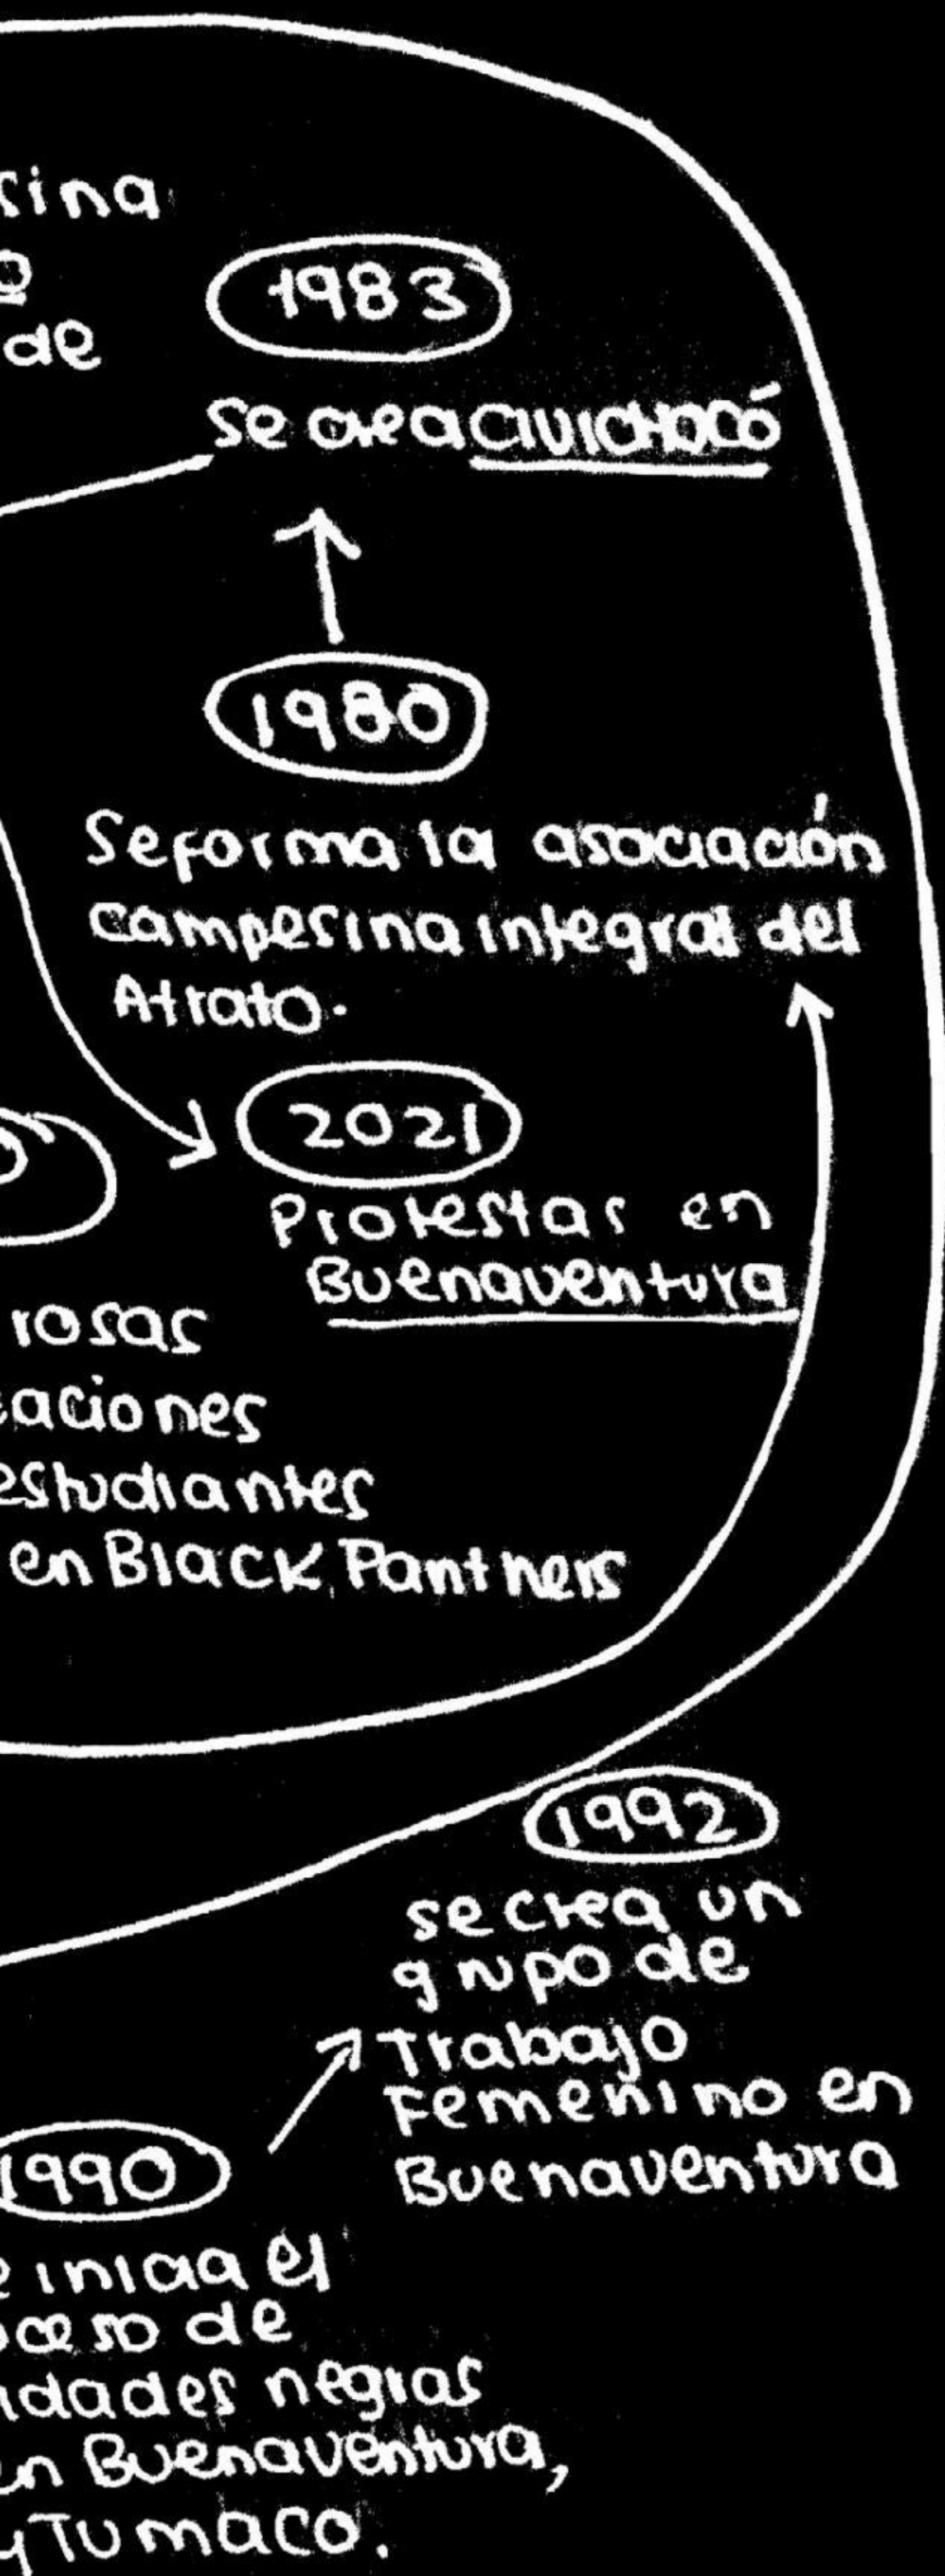 sina
o
de
1983
se crea CIVICHOCÓ
1980
Se forma la asociación
campesina integral del
Atrato.
2021
Protestas en
Buenaventura
rosas
aciones
estudiantes
en Black Panthers
1992
se crea un
grupo de
Trabajo
Femenino en
Buenaventura
1990
e inicia el
oceso de
idades negras
en Buenaventura,
y Tumaco.